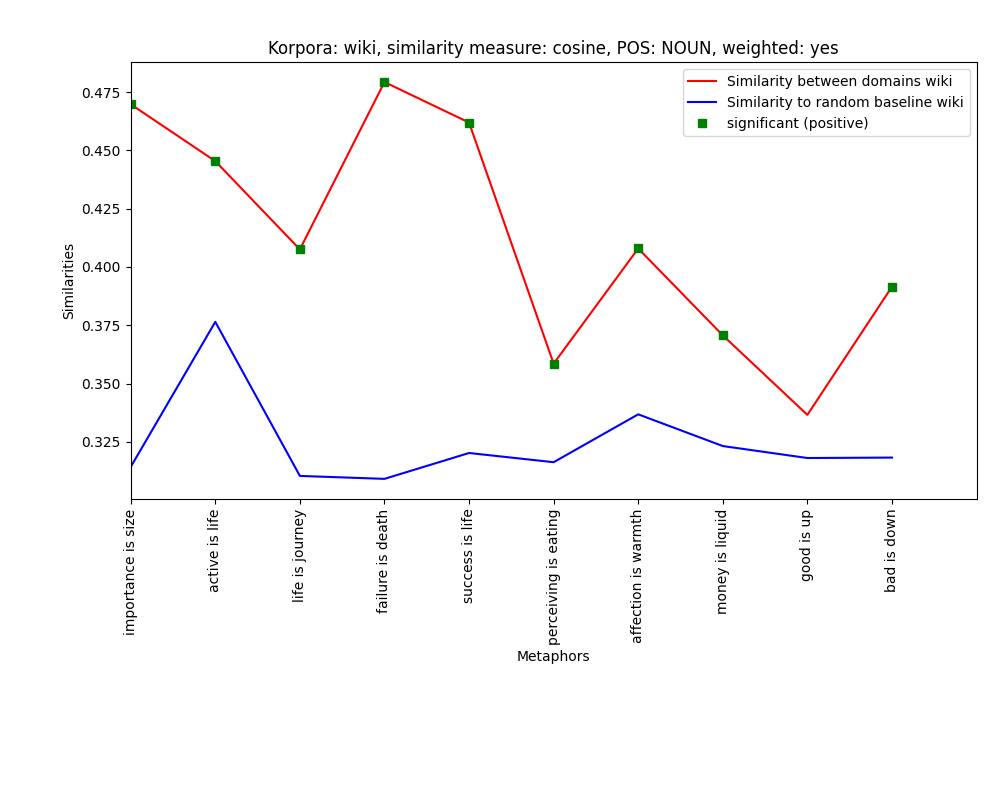 Korpora: wiki, similarity measure: cosine, POS: NOUN, weighted: yes
Similarity between domains wiki
Similarity to random baseline wiki
significant (positive)
0.475
0.450
0.425
0.400
0.375
0.350
0.325
Similarities
importance is size
active is life
life is journey
failure is death
success is life
perceiving is eating
affection is warmth
money is liquid
good is up
bad is down
Metaphors